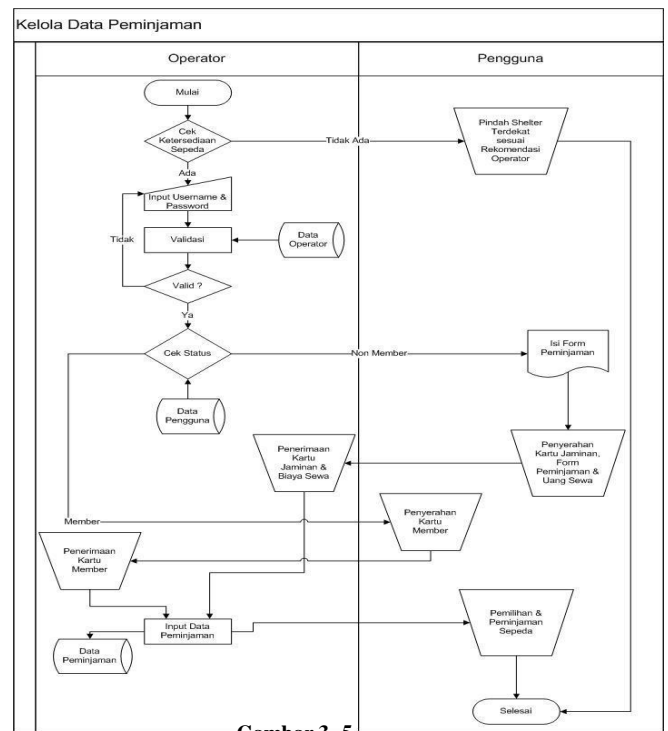 Kelola Data Peminjaman
Operator
Pengguna
Mulai
Cek
Ketersediaan
Sepeda
Tidak Ada
Pindah Shelter
Terdekat
sesuai
Rekomendasi
Operator
Ada
Input Username &
Password
Tidak
Validasi
Data
Operator
Valid ?
Ya
Cek Status
Non Member
Isi Form
Peminjaman
Data
Pengguna
Penerimaan
Kartu
Jaminan &
Biaya Sewa
Penyerahan
Kartu Jaminan,
Form
Peminjaman &
Uang Sewa
Member
Penyerahan
Kartu
Member
Penerimaan
Kartu
Member
Input Data
Peminjaman
Pemilihan &
Peminjaman
Sepeda
Data
Peminjaman
Selesai
Gambar 3. 5